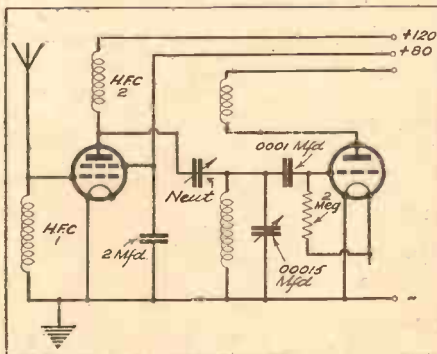 +120
+80
H.F.C
2
0001 Mfd
Neut
2
Meg
H.F.C
1
2 Mfd
00015
Mfd
-